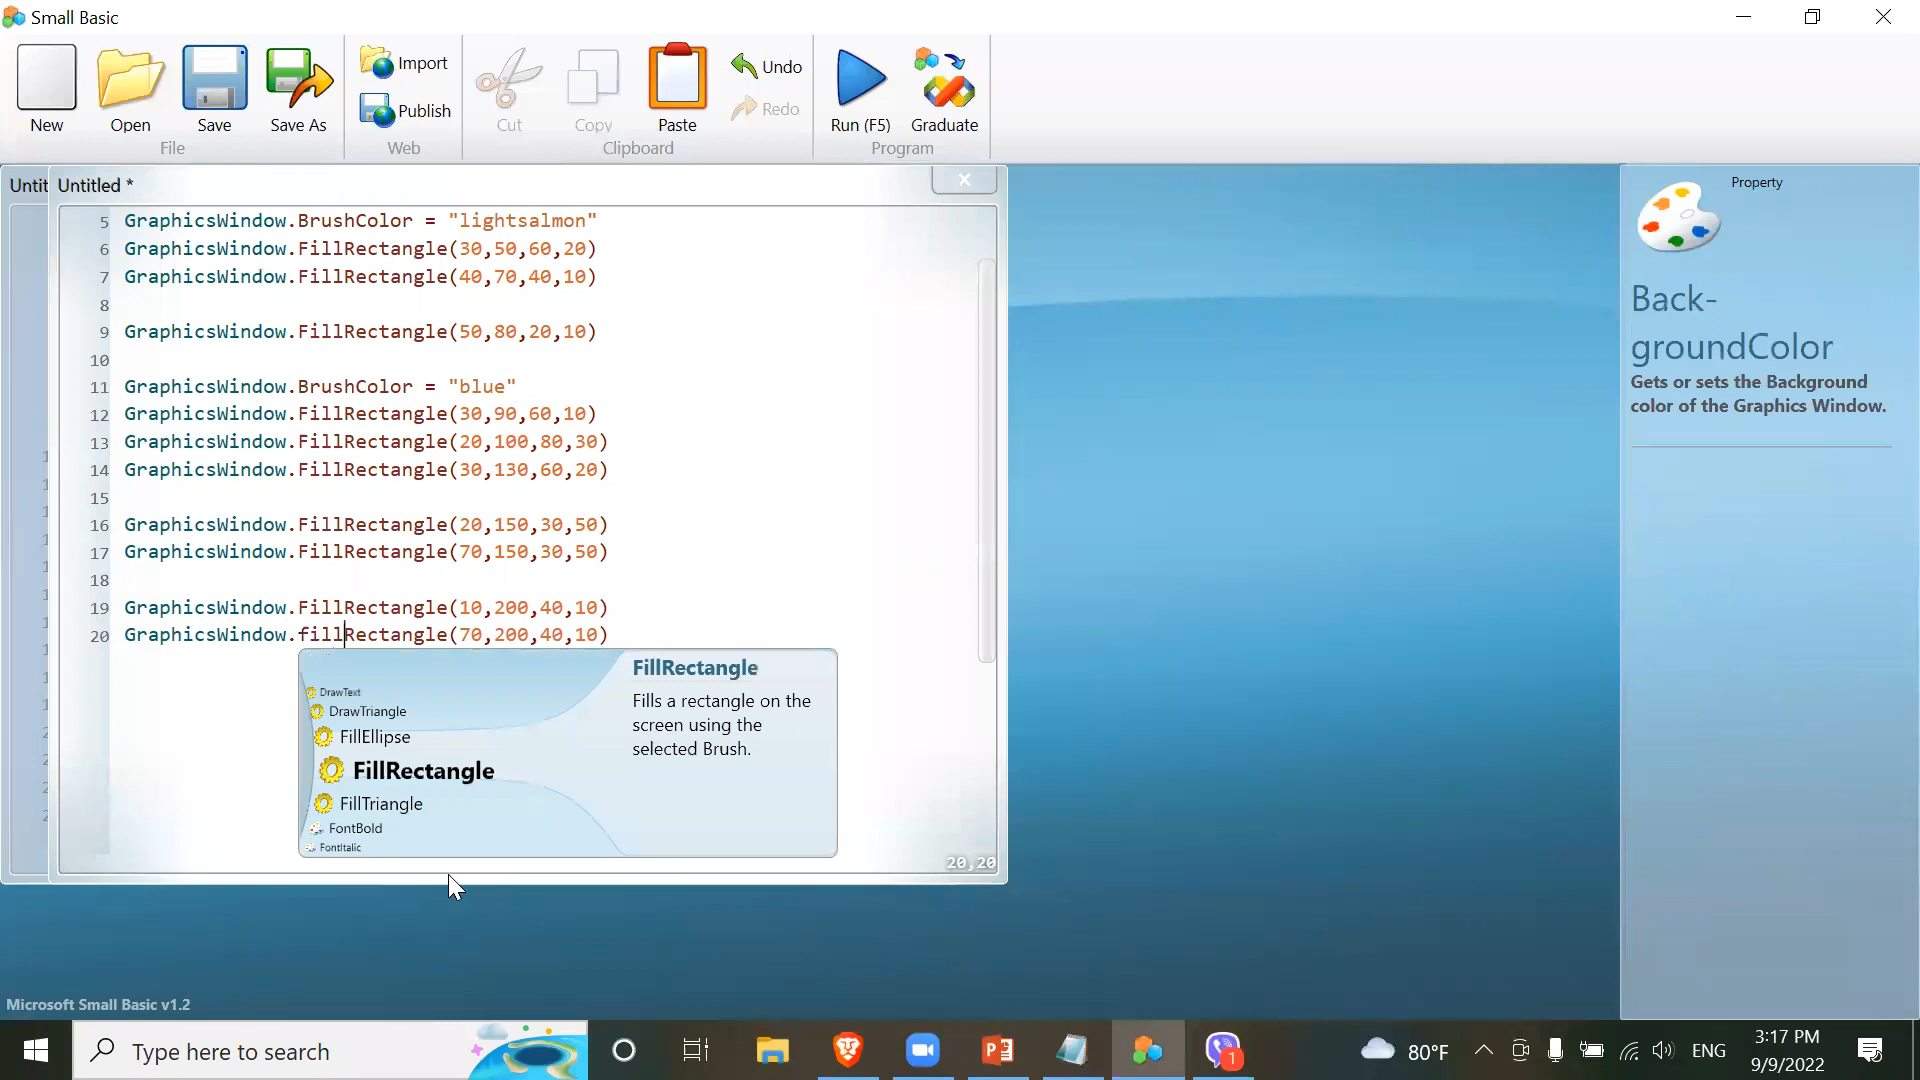 Small Basic
New
Open
Save
Save As
File
Import
Publish
Web
Cut
Copy
Paste
Undo
Redo
Clipboard
Run (F5)
Graduate
Program
Untit
Untitled *
5 GraphicsWindow.BrushColor = "lightsalmon"
6 GraphicsWindow.FillRectangle(30,50,60,20)
7 GraphicsWindow.FillRectangle(40,70,40,10)
8
9 GraphicsWindow.FillRectangle(50,80,20,10)
10
11 GraphicsWindow.BrushColor = "blue"
12 GraphicsWindow.FillRectangle(30,90,60,10)
13 GraphicsWindow.FillRectangle(20,100,80,30)
14 GraphicsWindow.FillRectangle(30,130,60,20)
15
16 GraphicsWindow.FillRectangle(20,150,30,50)
17 GraphicsWindow.FillRectangle(70,150,30,50)
18
19 GraphicsWindow.FillRectangle(10,200,40,10)
20 GraphicsWindow.fillRectangle(70,200,40,10)
DrawText
DrawTriangle
FillEllipse
FillRectangle
FillTriangle
FontBold
FontItalic
FillRectangle
Fills a rectangle on the
screen using the
selected Brush.
20,20
Property
Back-
groundColor
Gets or sets the Background
color of the Graphics Window.
Microsoft Small Basic v1.2
Type here to search
1
80°F
ENG
3:17 PM
9/9/2022